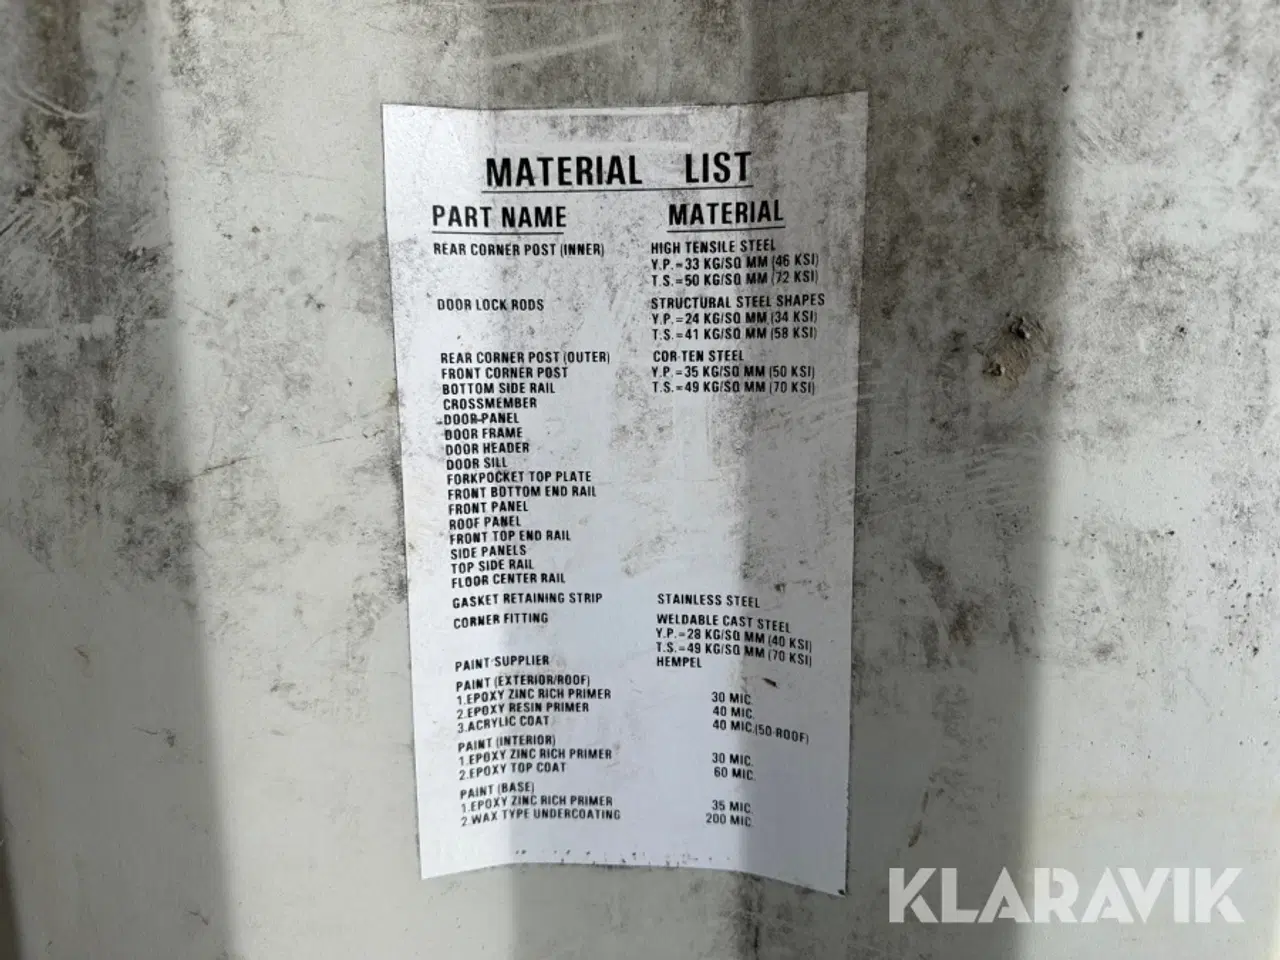 MATERIAL LIST
PART NAME MATERIAL
REAR CORNER POST (INNER) HIGH TENSILE STEEL
Y.P.=33 KG/SQ MM (46 KSI)
T.S.=50 KG/SQ MM (72 KSI)
DOOR LOCK RODS STRUCTURAL STEEL SHAPES
Y.P.=24 KG/SQ MM (34 KSI)
T.S.=41 KG/SQ MM (58 KSI)
REAR CORNER POST (OUTER) COR-TEN STEEL
FRONT CORNER POST Y.P.=35 KG/SQ MM (50 KSI)
BOTTOM SIDE RAIL T.S.=49 KG/SQ MM (70 KSI)
CROSSMEMBER
DOOR PANEL
DOOR FRAME
DOOR HEADER
DOOR SILL
FORKPOCKET TOP PLATE
FRONT BOTTOM END RAIL
FRONT PANEL
ROOF PANEL
FRONT TOP END RAIL
SIDE PANELS
TOP SIDE RAIL
FLOOR CENTER RAIL
GASKET RETAINING STRIP STAINLESS STEEL
CORNER FITTING WELDABLE CAST STEEL
Y.P.=28 KG/SQ MM (40 KSI)
T.S.=49 KG/SQ MM (70 KSI)
PAINT SUPPLIER HEMPEL
PAINT (EXTERIOR/ROOF)
1.EPOXY ZINC RICH PRIMER 30 MIC.
2.EPOXY RESIN PRIMER 40 MIC.
3.ACRYLIC COAT 40 MIC.(50-ROOF)
PAINT (INTERIOR)
1.EPOXY ZINC RICH PRIMER 30 MIC.
2.EPOXY TOP COAT 60 MIC.
PAINT (BASE)
1.EPOXY ZINC RICH PRIMER 35 MIC.
2.WAX TYPE UNDERCOATING 200 MIC.
KLARAVIK